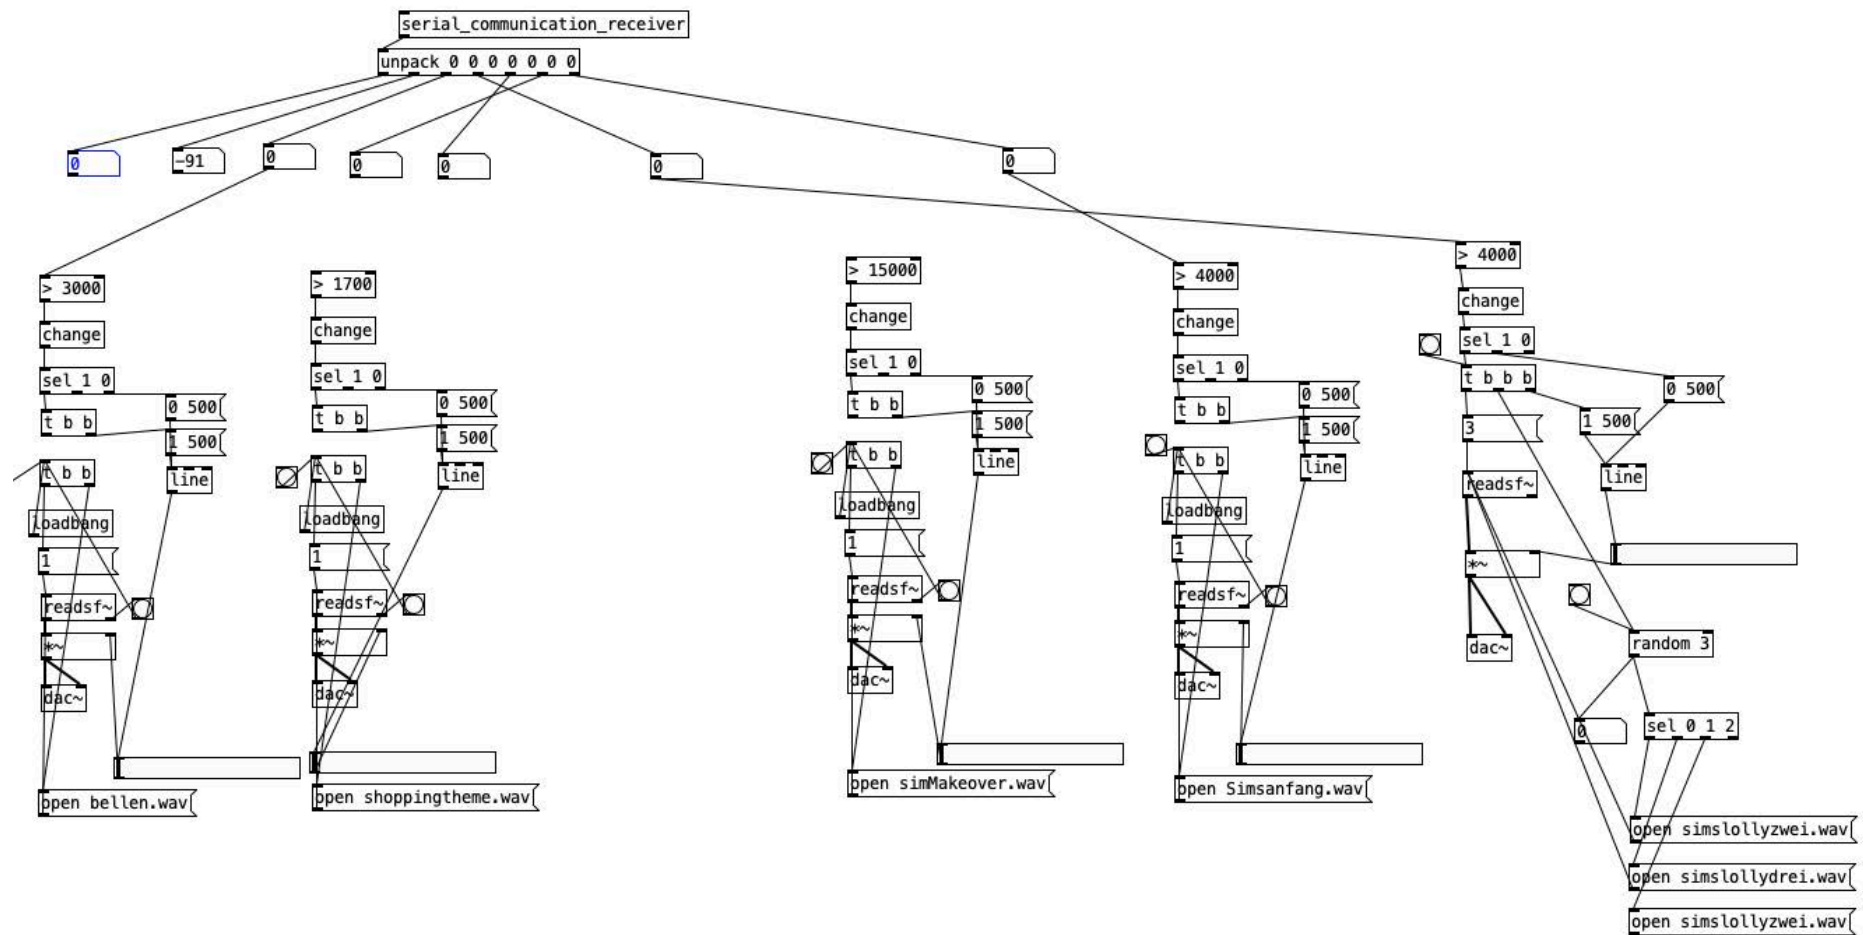 serial_communication_receiver
unpack 0 0 0 0 0 0 0
0
-91
0
0
0
0
0
> 3000
change
sel 1 0
t b b
0 500
1 500
line
t b b
loadbang
1
readsf~
*~
dac~
open bellen.wav
> 1700
change
sel 1 0
t b b
0 500
1 500
line
t b b
loadbang
1
readsf~
*~
dac~
open shoppingtheme.wav
> 15000
change
sel 1 0
t b b
0 500
1 500
line
t b b
loadbang
1
readsf~
*~
dac~
open simMakeover.wav
> 4000
change
sel 1 0
t b b
0 500
1 500
line
t b b
loadbang
1
readsf~
*~
dac~
open Simsanfang.wav
> 4000
change
sel 1 0
t b b b
0 500
1 500
3
line
readsf~
*~
dac~
random 3
0
sel 0 1 2
open simslollyzwei.wav
open simslollydrei.wav
open simslollyzwei.wav